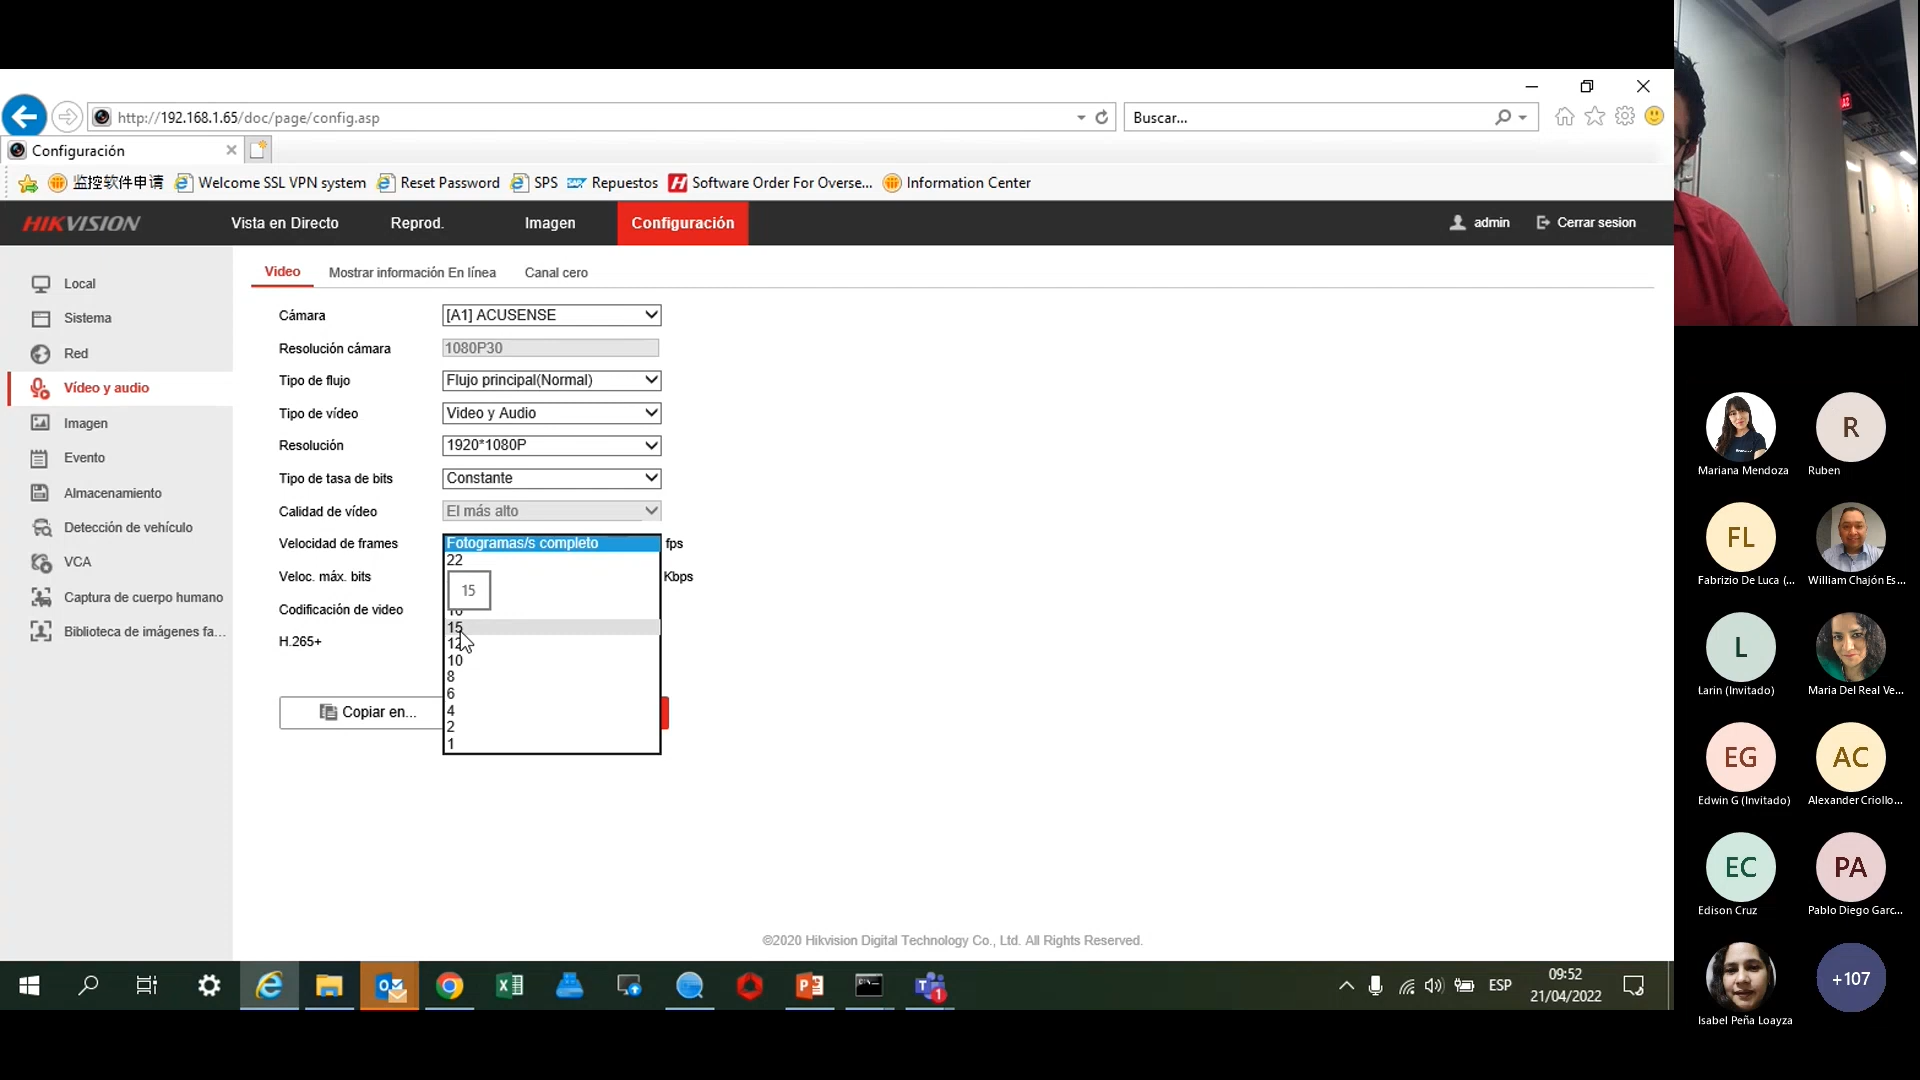 http://192.168.1.65/doc/page/config.asp
Buscar...
Configuración
监控软件申请
Welcome SSL VPN system
Reset Password
SPS
Repuestos
Software Order For Overse...
Information Center
HIKVISION
Vista en Directo
Reprod.
Imagen
Configuración
admin
Cerrar sesion
Local
Sistema
Red
Vídeo y audio
Imagen
Evento
Almacenamiento
Detección de vehículo
VCA
Captura de cuerpo humano
Biblioteca de imágenes fa...
Video
Mostrar información En línea
Canal cero
Cámara
[A1] ACUSENSE
Resolución cámara
1080P30
Tipo de flujo
Flujo principal(Normal)
Tipo de vídeo
Video y Audio
Resolución
1920*1080P
Tipo de tasa de bits
Constante
Calidad de vídeo
El más alto
Velocidad de frames
Fotogramas/s completo
fps
22
Veloc. máx. bits
15
Kbps
Codificación de video
15
H.265+
12
10
8
6
4
2
1
Copiar en...
©2020 Hikvision Digital Technology Co., Ltd. All Rights Reserved.
ESP
09:52
21/04/2022
Mariana Mendoza
R
Ruben
FL
Fabrizio De Luca (...
William Chajón Es...
L
Larin (Invitado)
Maria Del Real Ve...
EG
Edwin G (Invitado)
AC
Alexander Criollo...
EC
Edison Cruz
PA
Pablo Diego Garc...
Isabel Peña Loayza
+107